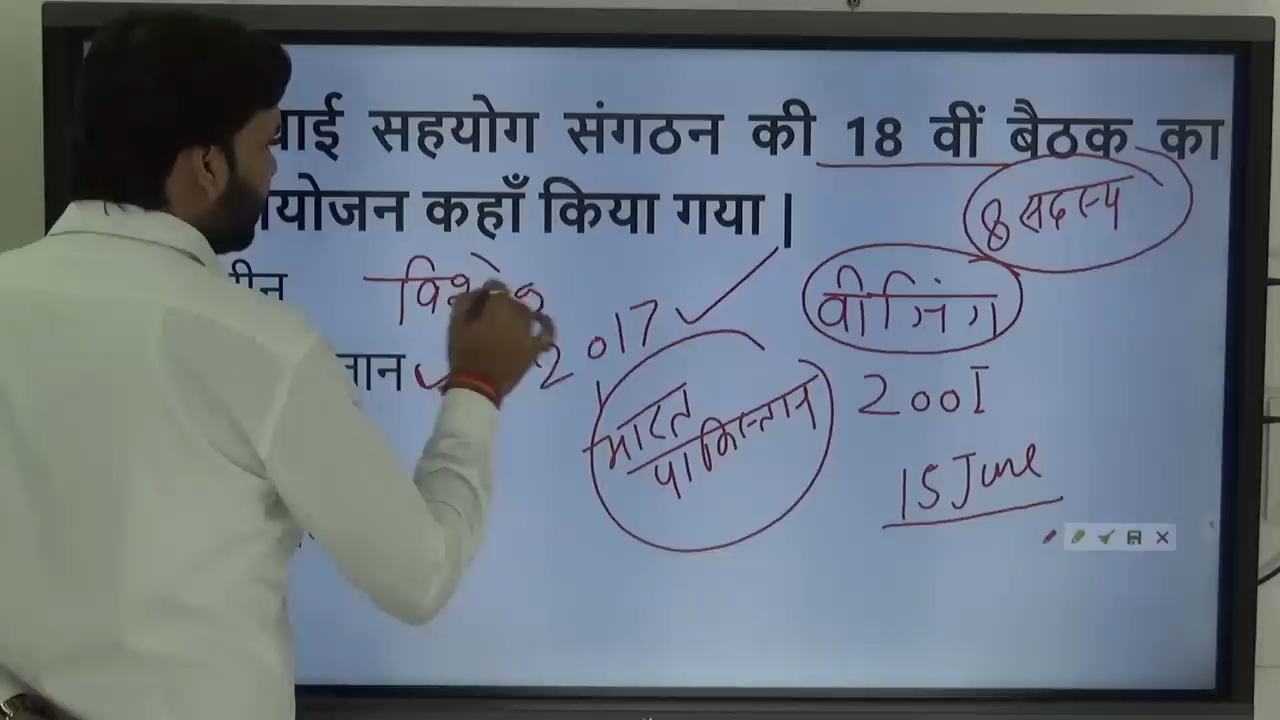 वाई सहयोग संगठन की 18 वीं बैठक का
योजन कहाँ किया गया |
8 सदस्य
बीजिंग
2017
भारत
पाकिस्तान
2001
15 June